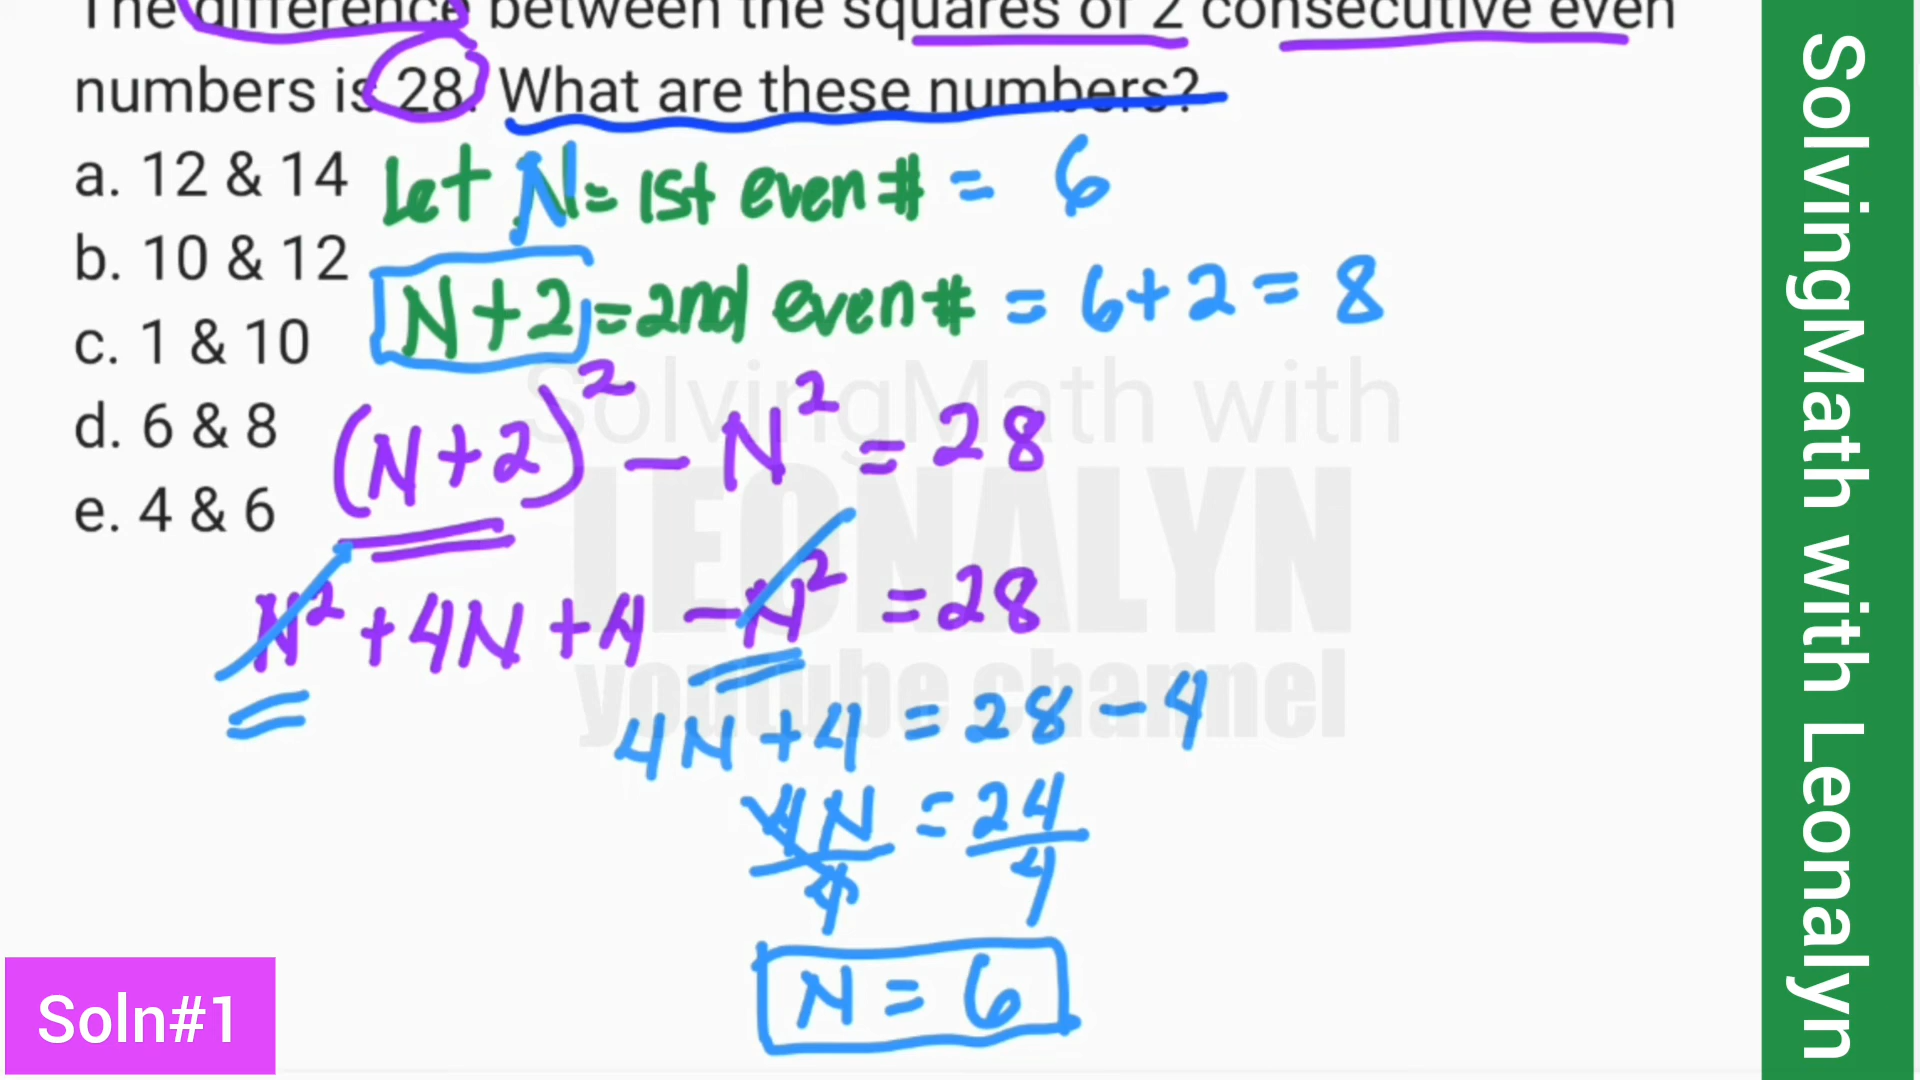 The difference between the squares of 2 consecutive even
numbers is 28. What are these numbers?
a. 12 & 14
b. 10 & 12
c. 1 & 10
d. 6 & 8
e. 4 & 6
Let N = 1st even # = 6
N+2 = 2nd even # = 6+2 = 8
(N+2)² - N² = 28
N² + 4N + 4 - N² = 28
4N + 4 = 28 - 4
4N = 24
4 4
N = 6
Soln#1
SolvingMath with
LEONALYN
youtube channel
SolvingMath with Leonalyn